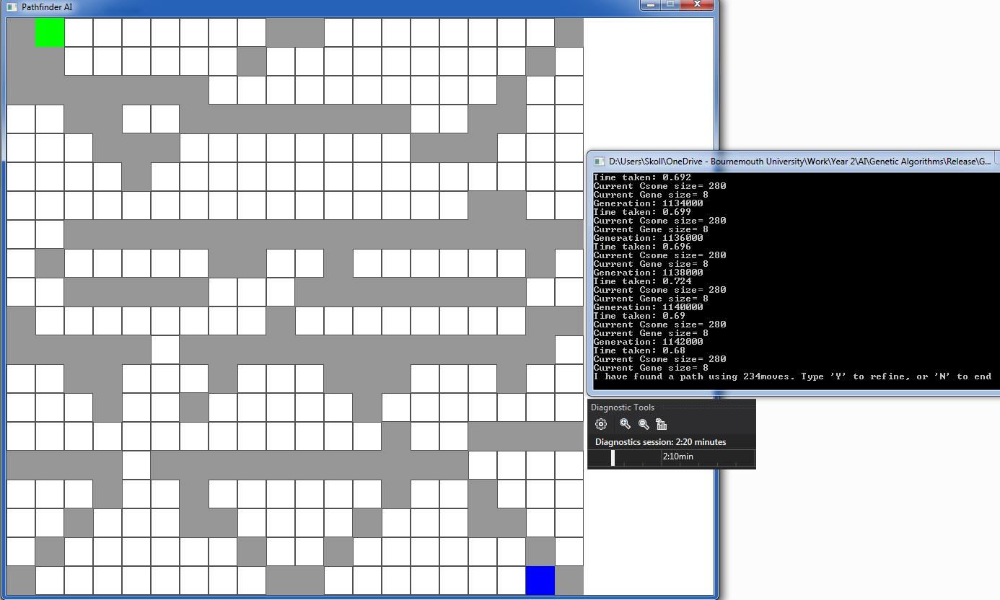 Pathfinder AI
D:\Users\Skoll\OneDrive - Bournemouth University\Work\Year 2\AI\Genetic Algorithms\Release\G...
Time taken: 0.692
Current Csome size= 280
Current Gene size= 8
Generation: 1134000
Time taken: 0.699
Current Csome size= 280
Current Gene size= 8
Generation: 1136000
Time taken: 0.696
Current Csome size= 280
Current Gene size= 8
Generation: 1138000
Time taken: 0.724
Current Csome size= 280
Current Gene size= 8
Generation: 1140000
Time taken: 0.69
Current Csome size= 280
Current Gene size= 8
Generation: 1142000
Time taken: 0.68
Current Csome size= 280
Current Gene size= 8
I have found a path using 234moves. Type 'Y' to refine, or 'N' to end
Diagnostic Tools
Diagnostics session: 2:20 minutes
2:10min